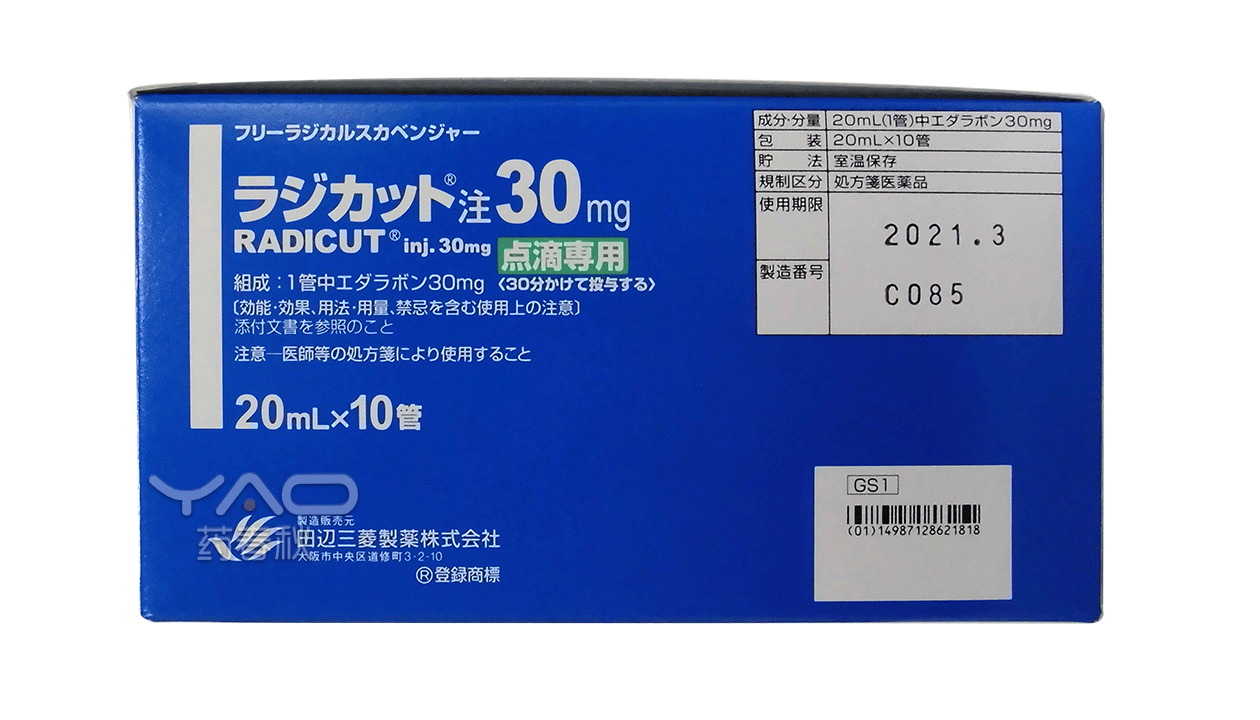 フリーラジカルスカベンジャー
ラジカット®注30mg
RADICUT® inj. 30mg
点滴専用
組成:1管中エダラボン30mg 〈30分かけて投与する〉
〔効能・効果、用法・用量、禁忌を含む使用上の注意〕
添付文書を参照のこと
注意―医師等の処方箋により使用すること
20mL×10管
YAO
药春秋
製造販売元
田辺三菱製薬株式会社
大阪市中央区道修町3-2-10
®登録商標
成分・分量 20mL(1管)中エダラボン30mg
包装 20mL×10管
貯法 室温保存
規制区分 処方箋医薬品
使用期限 2021.3
製造番号 C085
GS1
(01)14987128621818